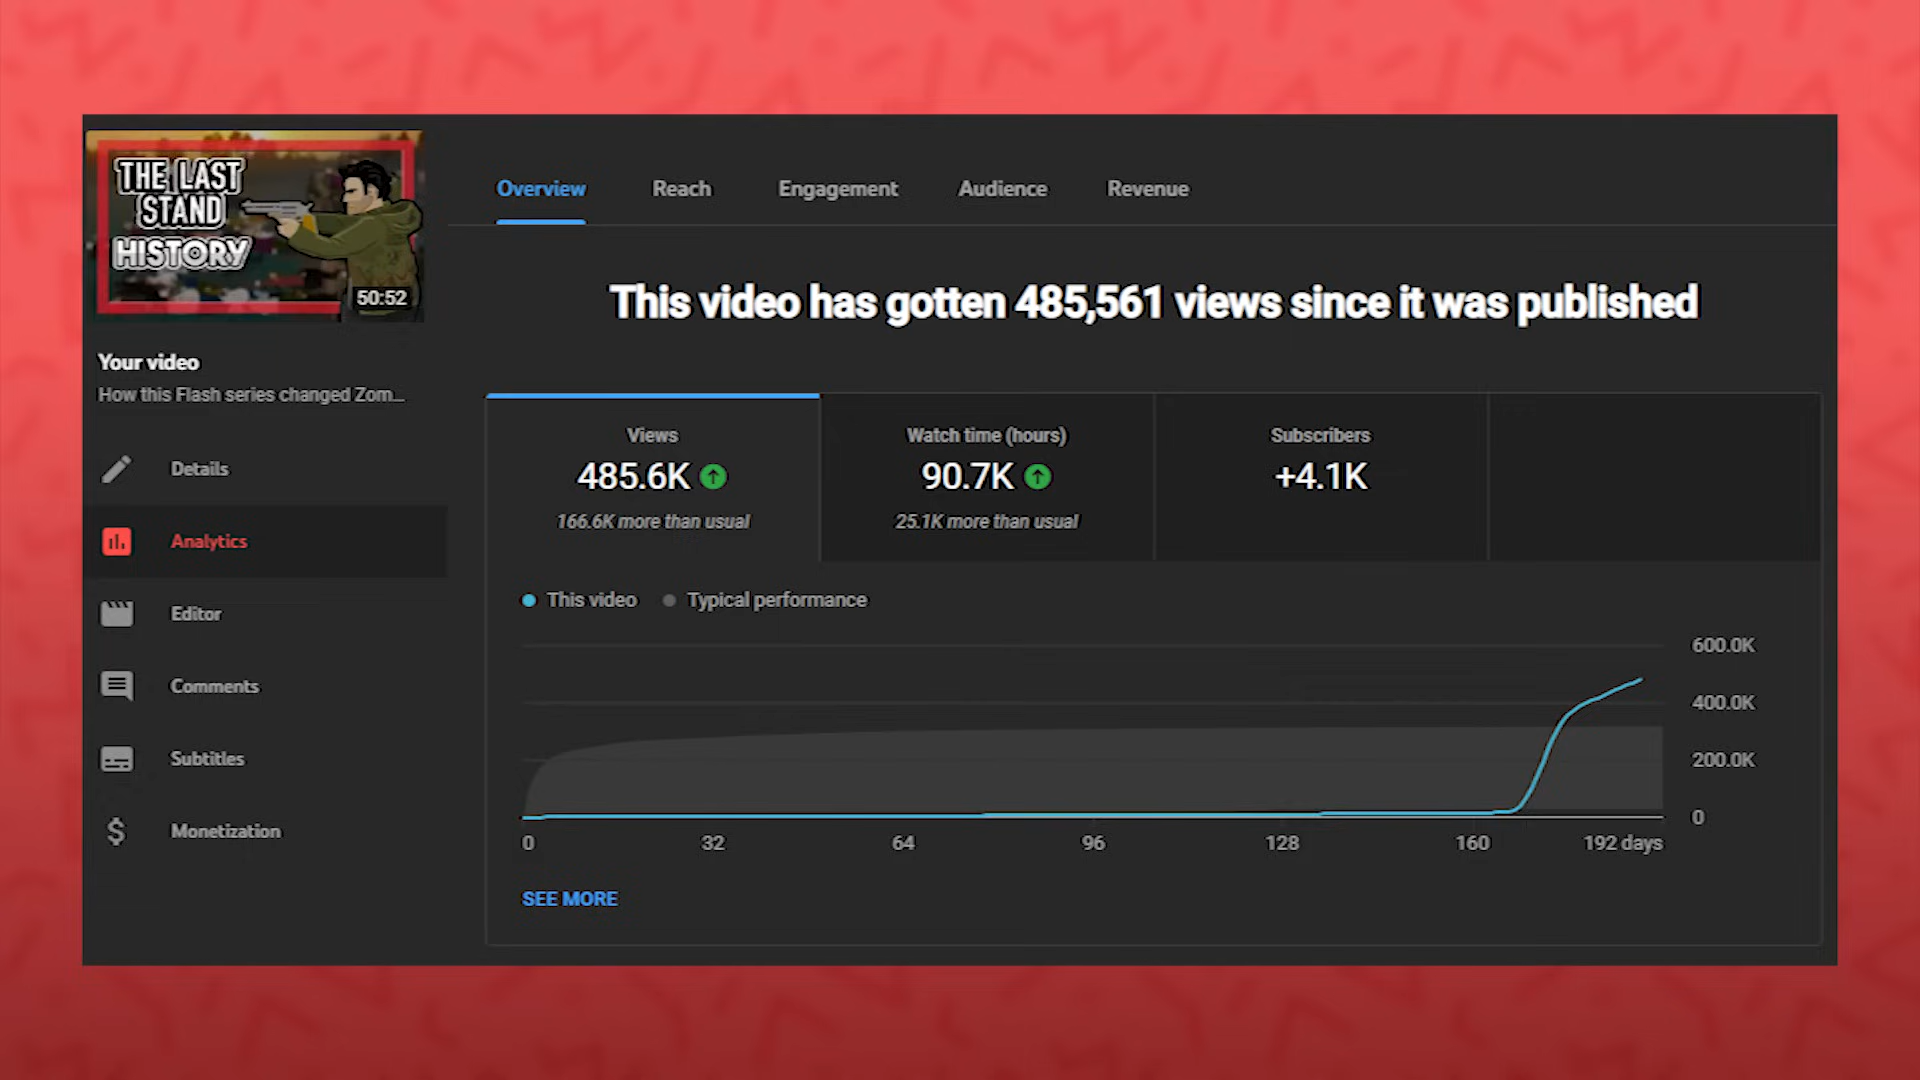 THE LAST
STAND
HISTORY
50:52
Your video
How this Flash series changed Zom...
Details
Analytics
Editor
Comments
Subtitles
Monetization
Overview Reach Engagement Audience Revenue
This video has gotten 485,561 views since it was published
Views
485.6K
166.6K more than usual
Watch time (hours)
90.7K
25.1K more than usual
Subscribers
+4.1K
This video Typical performance
600.0K
400.0K
200.0K
0
0 32 64 96 128 160 192 days
SEE MORE